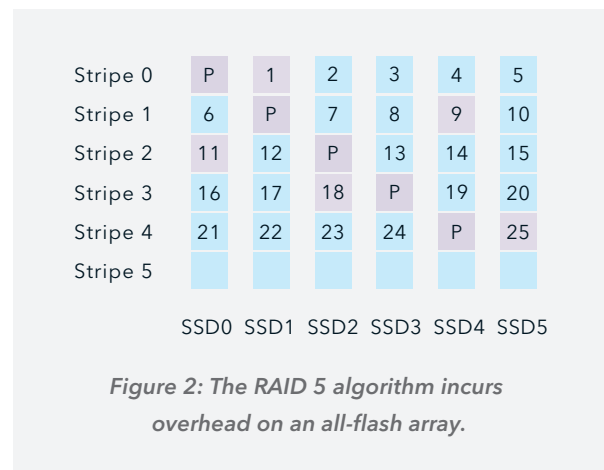 Stripe 0 P 1 2 3 4 5
Stripe 1 6 P 7 8 9 10
Stripe 2 11 12 P 13 14 15
Stripe 3 16 17 18 P 19 20
Stripe 4 21 22 23 24 P 25
Stripe 5
SSD0 SSD1 SSD2 SSD3 SSD4 SSD5
Figure 2: The RAID 5 algorithm incurs
overhead on an all-flash array.